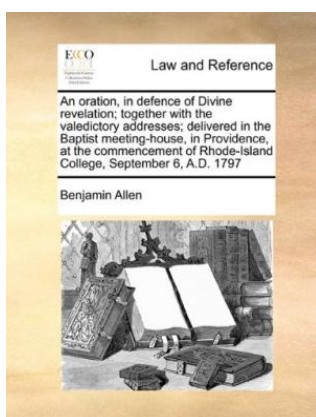 ECCO
Law and Reference
An oration, in defence of Divine
revelation; together with the
valedictory addresses; delivered in the
Baptist meeting-house, in Providence,
at the commencement of Rhode-Island
College, September 6, A.D. 1797
Benjamin Allen